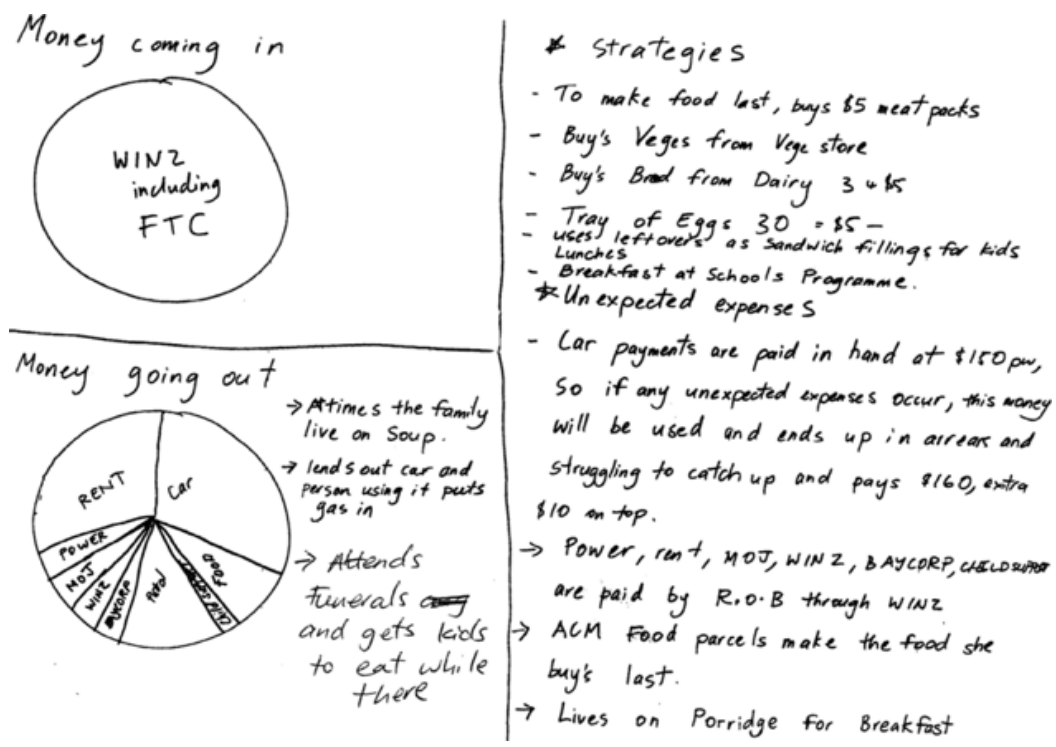 Money coming in
WINZ
including
FTC
Money going out
RENT
Car
POWER
MOJ
WINZ
BAYCORP
Petrol
CHILD SUPPORT
FOOD
→ At times the family
live on Soup.
→ lends out car and
person using it puts
gas in
→ Attends
Funerals
and gets kids
to eat while
there
* Strategies
- To make food last, buys $5 meat packs
- Buy's Veges from Vege store
- Buy's Bread from Dairy 3 4 $5
- Tray of Eggs 30 = $5 -
- uses leftovers as Sandwich fillings for kids
Lunches
- Breakfast at Schools Programme.
* Unexpected expenses
- Car payments are paid in hand at $150 pw,
So if any unexpected expenses occur, this money
will be used and ends up in arrears and
struggling to catch up and pays $160, extra
$10 on top.
→ Power, rent, MOJ, WINZ, BAYCORP, CHILD SUPPORT
are paid by R.O.B through WINZ
→ ACM Food parcels make the food she
buy's last.
→ Lives on Porridge for Breakfast